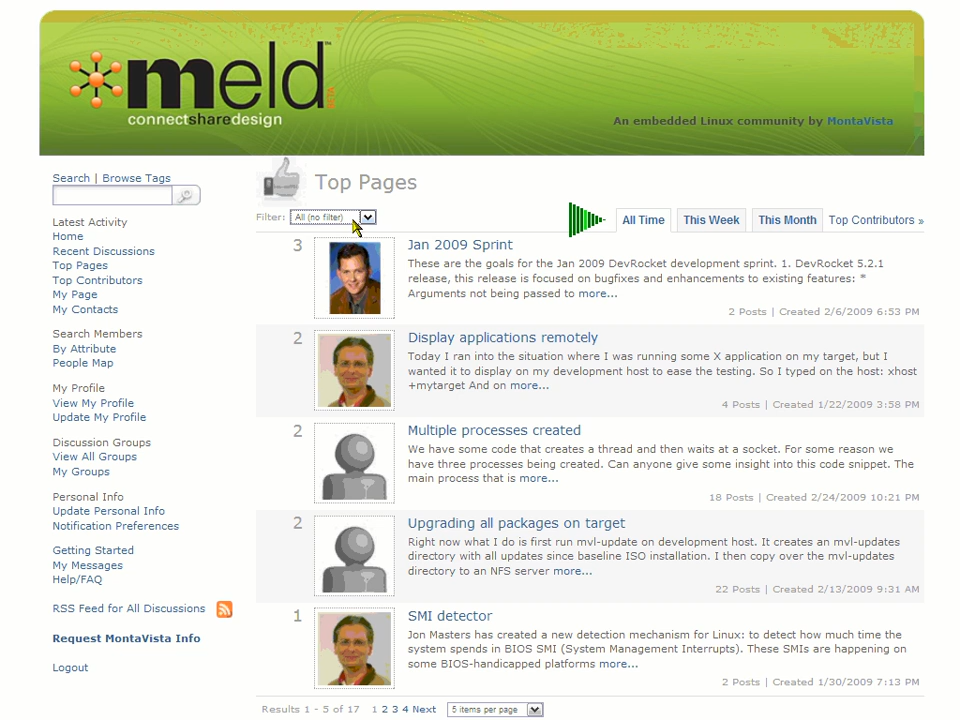 meld™
BETA
connectsharedesign
An embedded Linux community by MontaVista
Search | Browse Tags
Latest Activity
Home
Recent Discussions
Top Pages
Top Contributors
My Page
My Contacts
Search Members
By Attribute
People Map
My Profile
View My Profile
Update My Profile
Discussion Groups
View All Groups
My Groups
Personal Info
Update Personal Info
Notification Preferences
Getting Started
My Messages
Help/FAQ
RSS Feed for All Discussions
Request MontaVista Info
Logout
Top Pages
Filter: All (no filter)
All Time This Week This Month Top Contributors »
3 Jan 2009 Sprint
These are the goals for the Jan 2009 DevRocket development sprint. 1. DevRocket 5.2.1
release, this release is focused on bugfixes and enhancements to existing features: *
Arguments not being passed to more...
2 Posts | Created 2/6/2009 6:53 PM
2 Display applications remotely
Today I ran into the situation where I was running some X application on my target, but I
wanted it to display on my development host to ease the testing. So I typed on the host: xhost
+mytarget And on more...
4 Posts | Created 1/22/2009 3:58 PM
2 Multiple processes created
We have some code that creates a thread and then waits at a socket. For some reason we
have three processes being created. Can anyone give some insight into this code snippet. The
main process that is more...
18 Posts | Created 2/24/2009 10:21 PM
2 Upgrading all packages on target
Right now what I do is first run mvl-update on development host. It creates an mvl-updates
directory with all updates since baseline ISO installation. I then copy over the mvl-updates
directory to an NFS server more...
22 Posts | Created 2/13/2009 9:31 AM
1 SMI detector
Jon Masters has created a new detection mechanism for Linux: to detect how much time the
system spends in BIOS SMI (System Management Interrupts). These SMIs are happening on
some BIOS-handicapped platforms more...
2 Posts | Created 1/30/2009 7:13 PM
Results 1 - 5 of 17 1 2 3 4 Next 5 items per page